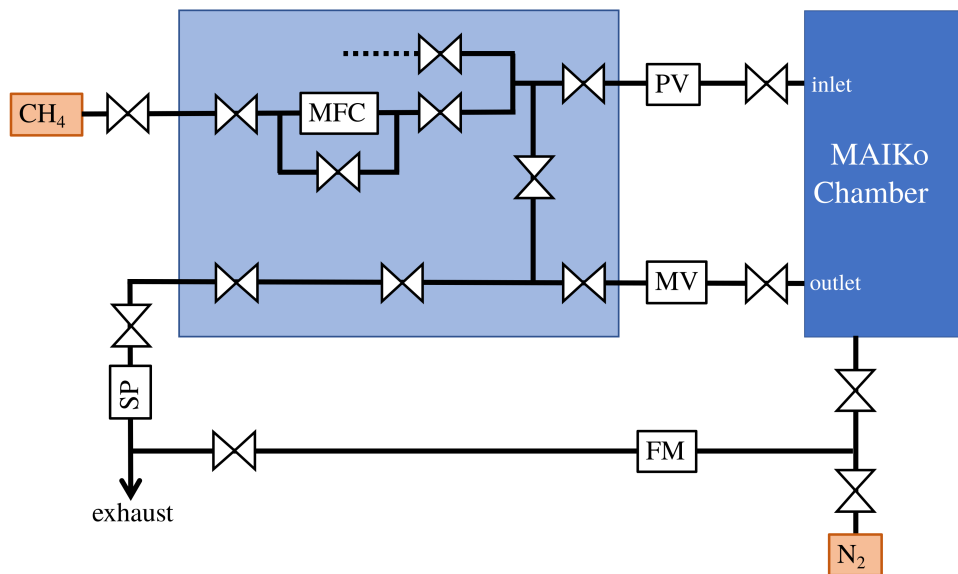 PV
inlet
CH₄
MFC
MAIKo
Chamber
MV
outlet
SP
FM
exhaust
N₂